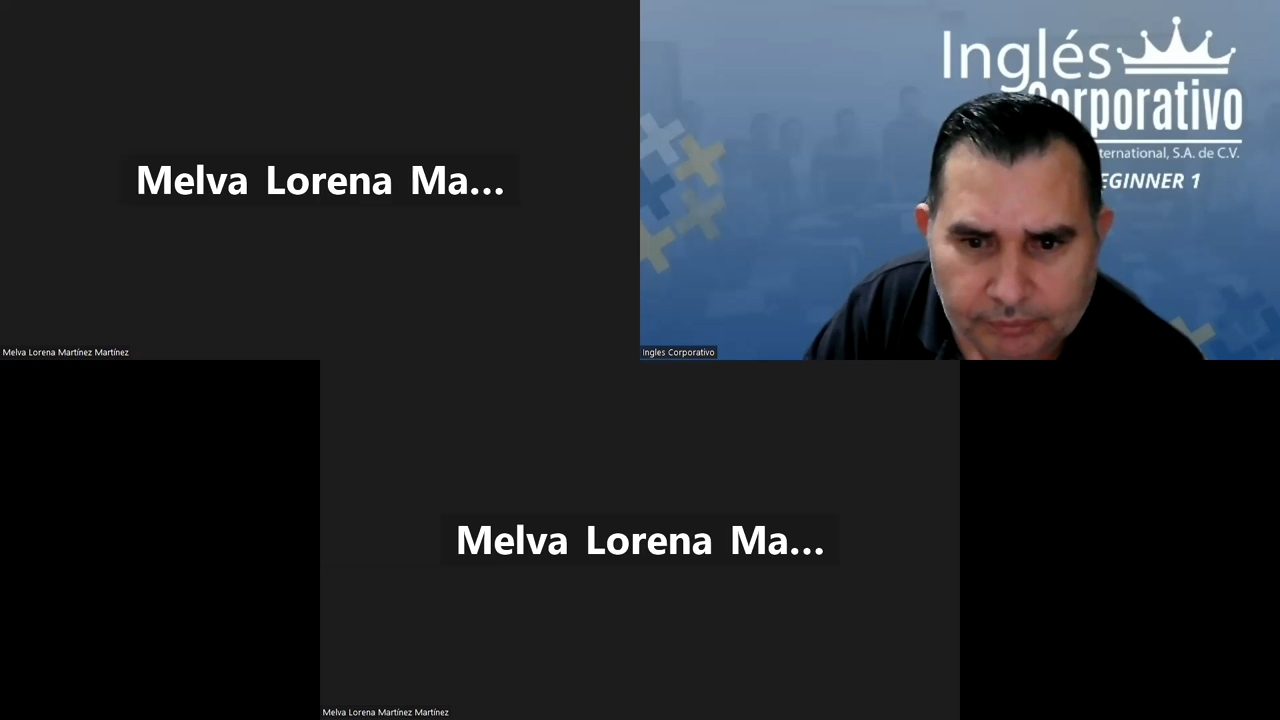 Melva Lorena Ma...
Melva Lorena Martínez Martínez
Inglés
Corporativo
ternational, S.A. de C.V.
EGINNER 1
Ingles Corporativo
Melva Lorena Ma...
Melva Lorena Martínez Martínez